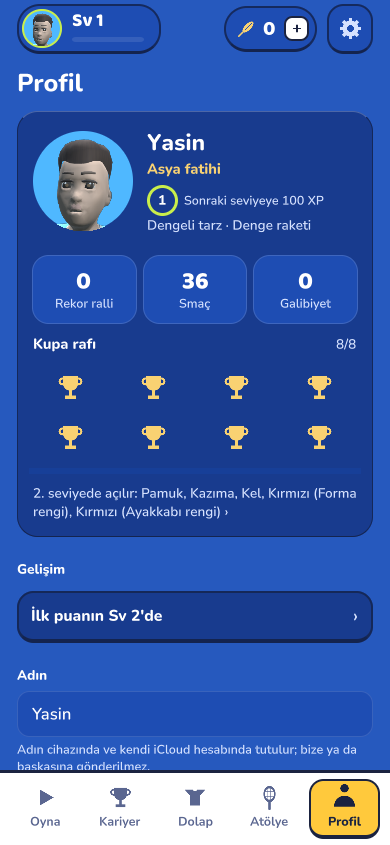 Sv 1
0
+
Profil
Yasin
Asya fatihi
1 Sonraki seviyeye 100 XP
Dengeli tarz · Denge raketi
0 36 0
Rekor ralli Smaç Galibiyet
Kupa rafı 8/8
2. seviyede açılır: Pamuk, Kazıma, Kel, Kırmızı (Forma
rengi), Kırmızı (Ayakkabı rengi) ›
Gelişim
İlk puanın Sv 2'de ›
Adın
Yasin
Adın cihazında ve kendi iCloud hesabında tutulur; bize ya da
başkasına gönderilmez.
Oyna Kariyer Dolap Atölye Profil